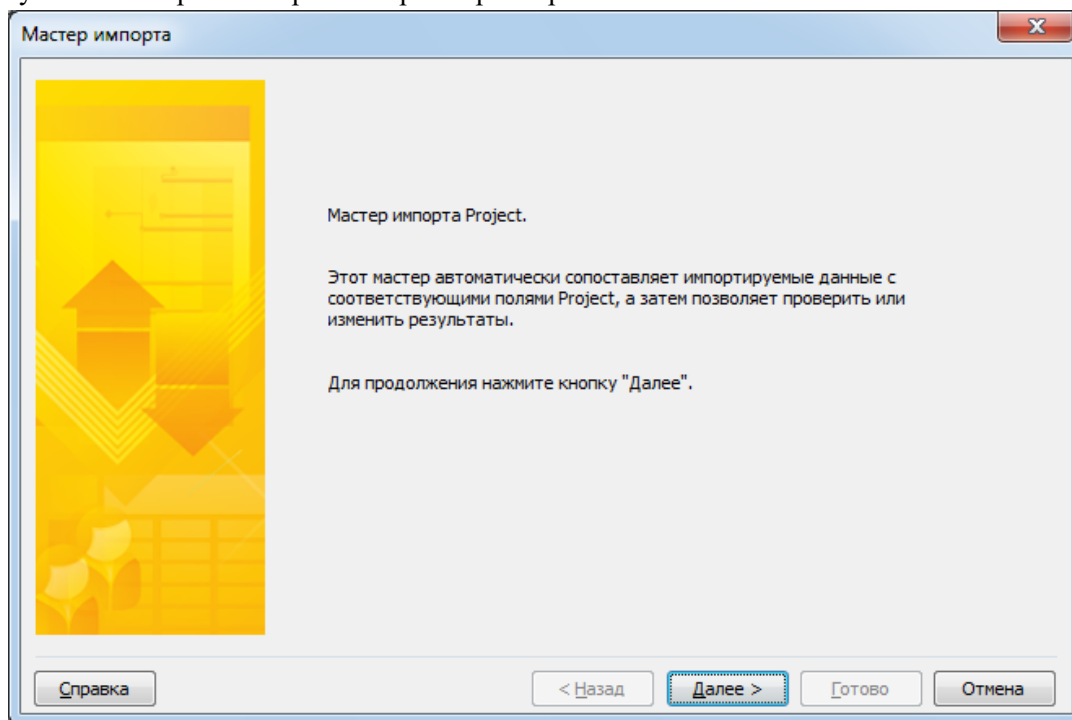 Мастер импорта
Мастер импорта Project.
Этот мастер автоматически сопоставляет импортируемые данные с
соответствующими полями Project, а затем позволяет проверить или
изменить результаты.
Для продолжения нажмите кнопку "Далее".
Справка
< Назад
Далее >
Готово
Отмена